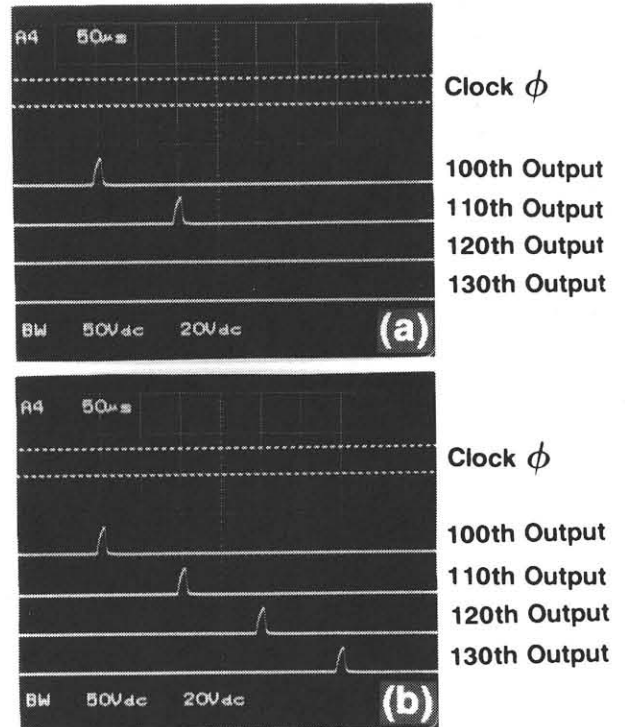 A4 50μs
Clock ϕ
100th Output
110th Output
120th Output
130th Output
BW 50Vdc 20Vdc (a)
A4 50μs
Clock ϕ
100th Output
110th Output
120th Output
130th Output
BW 50Vdc 20Vdc (b)